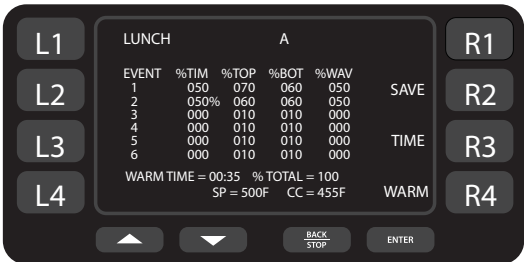 L1 LUNCH A R1
EVENT %TIM %TOP %BOT %WAV
1 050 070 060 050
L2 SAVE R2
2 050% 060 060 050
3 000 010 010 000
4 000 010 010 000
L3 5 000 010 010 000 TIME R3
6 000 010 010 000
WARM TIME = 00:35 % TOTAL = 100
L4 SP = 500F CC = 455F WARM R4
BACK
STOP
ENTER